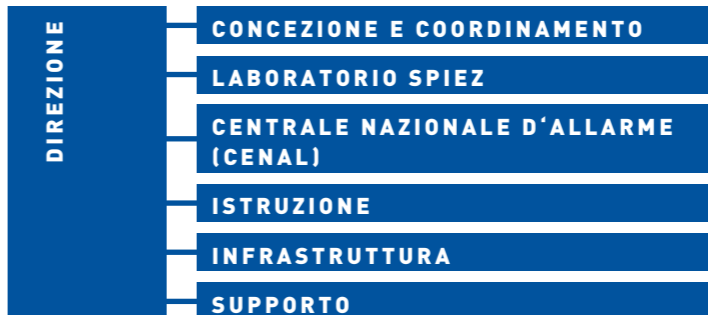 DIREZIONE
CONCEZIONE E COORDINAMENTO
LABORATORIO SPIEZ
CENTRALE NAZIONALE D‘ALLARME
(CENAL)
ISTRUZIONE
INFRASTRUTTURA
SUPPORTO